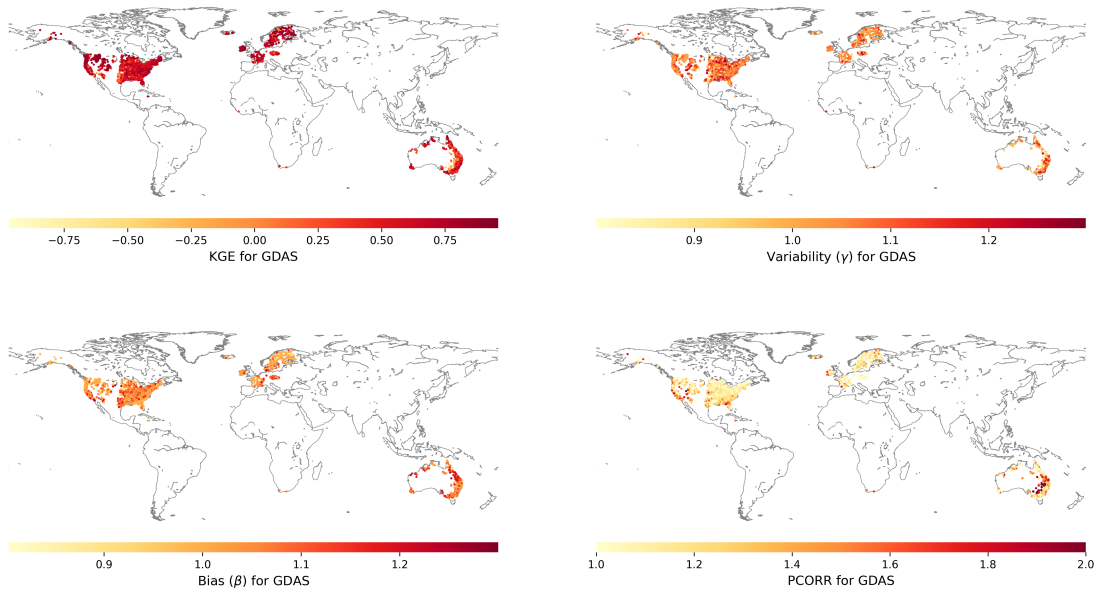 −0.75 −0.50 −0.25 0.00 0.25 0.50 0.75
KGE for GDAS
0.9 1.0 1.1 1.2
Variability (γ) for GDAS
0.9 1.0 1.1 1.2
Bias (β) for GDAS
1.0 1.2 1.4 1.6 1.8 2.0
PCORR for GDAS